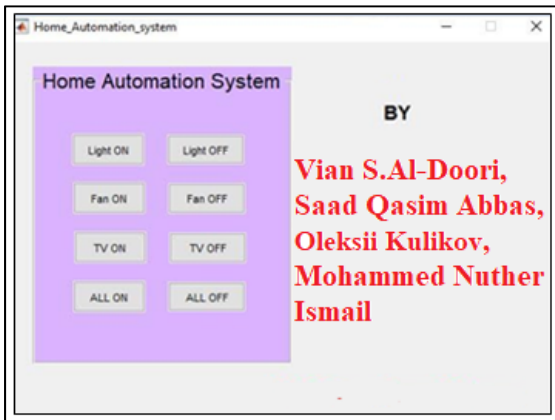 Home_Automation_system
Home Automation System
Light ON Light OFF
Fan ON Fan OFF
TV ON TV OFF
ALL ON ALL OFF
BY
Vian S.Al-Doori,
Saad Qasim Abbas,
Oleksii Kulikov,
Mohammed Nuther
Ismail